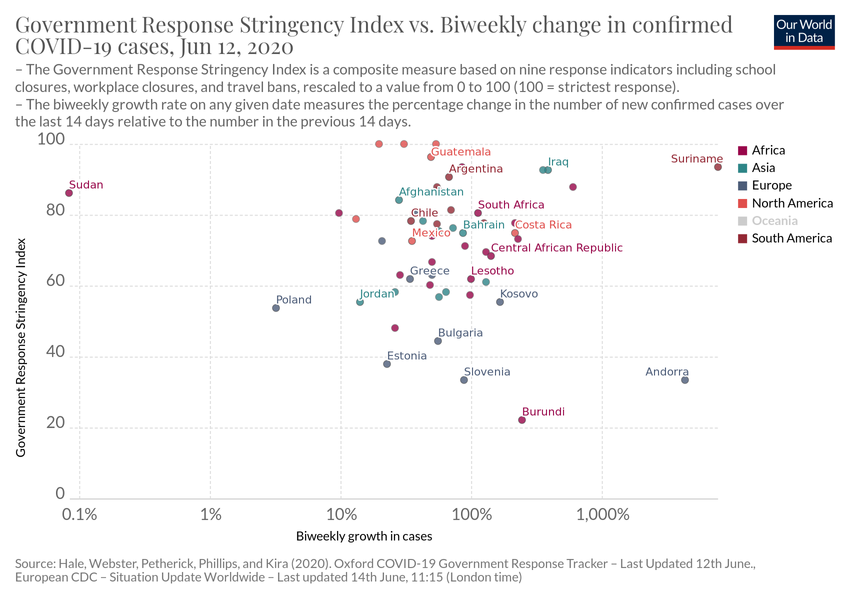 Government Response Stringency Index vs. Biweekly change in confirmed
COVID-19 cases, Jun 12, 2020
Our World
in Data
– The Government Response Stringency Index is a composite measure based on nine response indicators including school
closures, workplace closures, and travel bans, rescaled to a value from 0 to 100 (100 = strictest response).
– The biweekly growth rate on any given date measures the percentage change in the number of new confirmed cases over
the last 14 days relative to the number in the previous 14 days.
Government Response Stringency Index
100
80
60
40
20
0
Guatemala
Argentina
Iraq
Suriname
Sudan
Afghanistan
Chile
South Africa
Mexico
Bahrain
Costa Rica
Central African Republic
Greece
Lesotho
Jordan
Kosovo
Poland
Bulgaria
Estonia
Slovenia
Andorra
Burundi
0.1%
1%
10%
100%
1,000%
Biweekly growth in cases
Africa
Asia
Europe
North America
Oceania
South America
Source: Hale, Webster, Petherick, Phillips, and Kira (2020). Oxford COVID-19 Government Response Tracker – Last Updated 12th June.,
European CDC – Situation Update Worldwide – Last updated 14th June, 11:15 (London time)